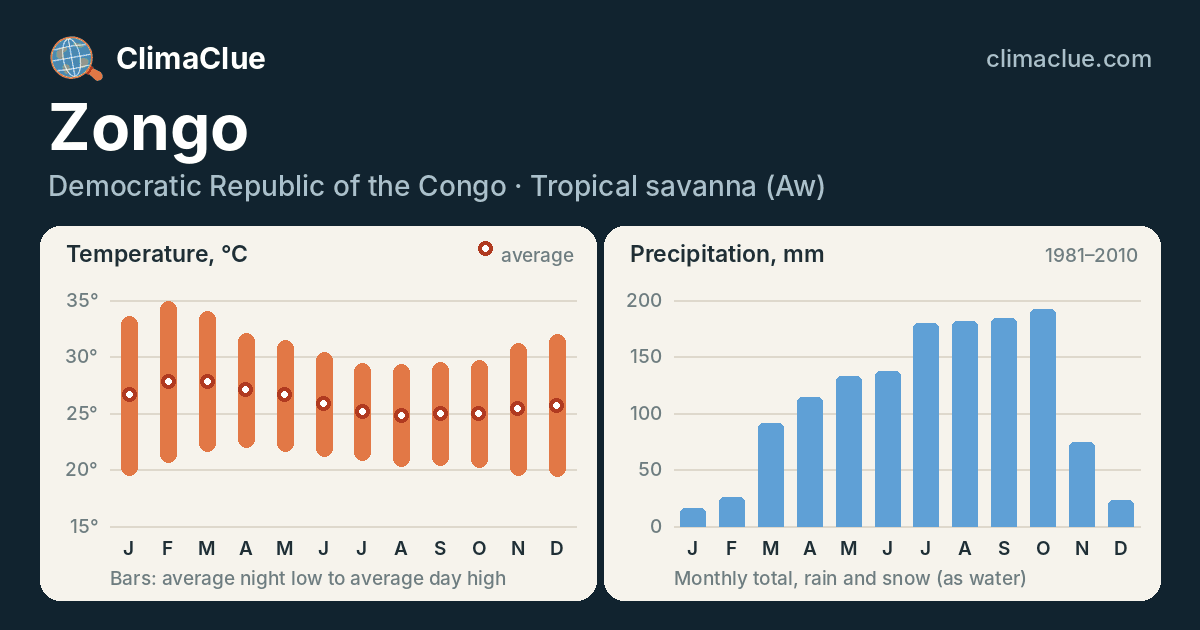 ClimaClue
climaclue.com
Zongo
Democratic Republic of the Congo · Tropical savanna (Aw)
Temperature, °C
average
35°
30°
25°
20°
15°
J F M A M J J A S O N D
Bars: average night low to average day high
Precipitation, mm
1981–2010
200
150
100
50
0
J F M A M J J A S O N D
Monthly total, rain and snow (as water)